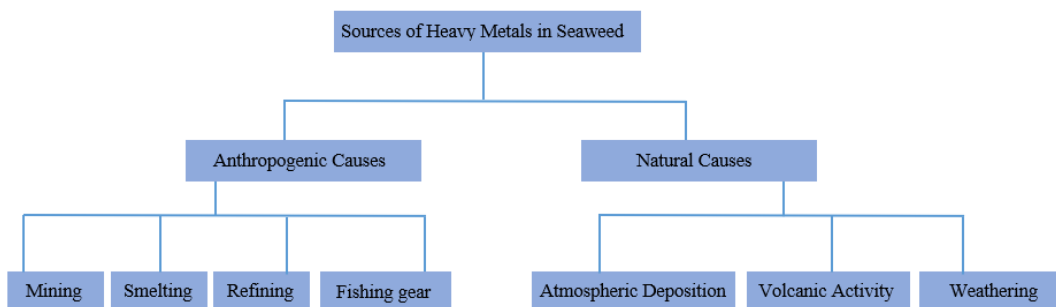 Sources of Heavy Metals in Seaweed
Anthropogenic Causes
Natural Causes
Mining
Smelting
Refining
Fishing gear
Atmospheric Deposition
Volcanic Activity
Weathering